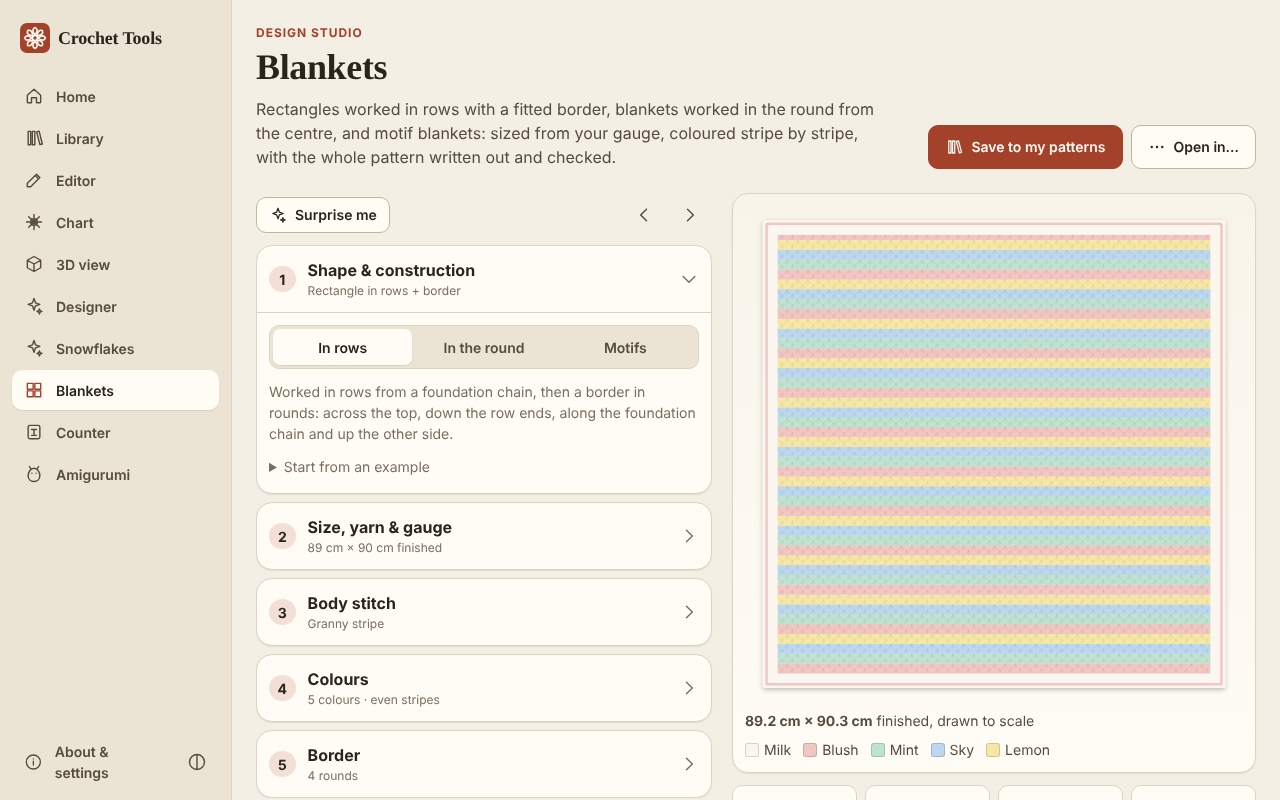 Crochet Tools
Home
Library
Editor
Chart
3D view
Designer
Snowflakes
Blankets
Counter
Amigurumi
About &
settings
DESIGN STUDIO
Blankets
Rectangles worked in rows with a fitted border, blankets worked in the round from
the centre, and motif blankets: sized from your gauge, coloured stripe by stripe,
with the whole pattern written out and checked.
Save to my patterns
Open in…
Surprise me
1
Shape & construction
Rectangle in rows + border
In rows
In the round
Motifs
Worked in rows from a foundation chain, then a border in
rounds: across the top, down the row ends, along the foundation
chain and up the other side.
Start from an example
2
Size, yarn & gauge
89 cm × 90 cm finished
3
Body stitch
Granny stripe
4
Colours
5 colours · even stripes
5
Border
4 rounds
89.2 cm × 90.3 cm finished, drawn to scale
Milk
Blush
Mint
Sky
Lemon